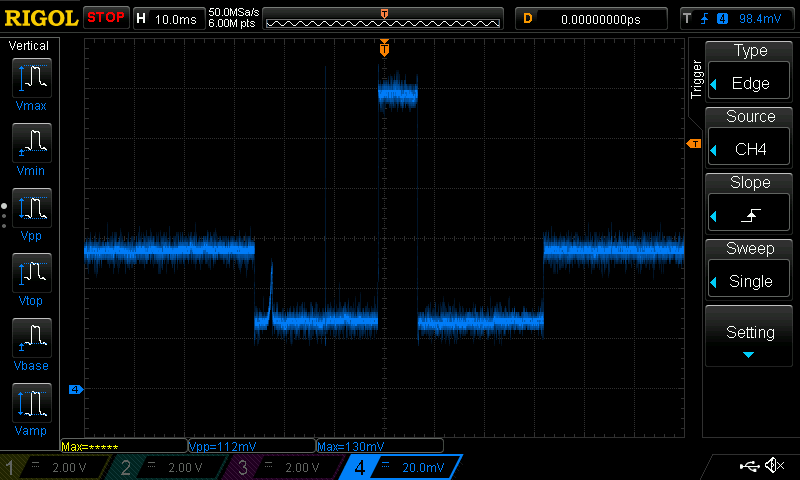 RIGOL STOP H 10.0ms 50.0MSa/s D 0.00000000ps T 4 98.4mV
6.00M pts
T
Vertical
Vmax
Vmin
Vpp
Vtop
Vbase
Vamp
T
4
Trigger
Type
Edge
Source
CH4
Slope
Sweep
Single
Setting
Max=***** Vpp=112mV Max=130mV
1 2.00 V 2 2.00 V 3 2.00 V 4 20.0mV